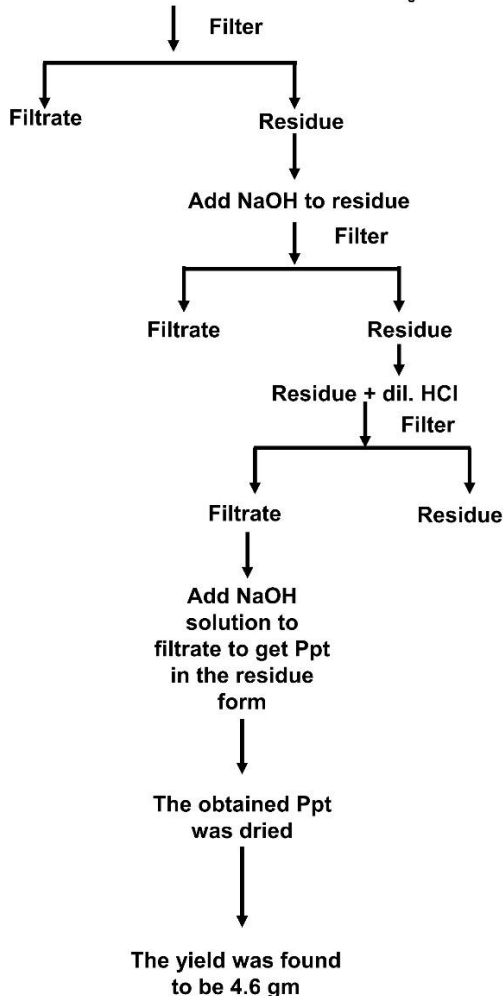 Filter
Filtrate
Residue
Add NaOH to residue
Filter
Filtrate
Residue
Residue + dil. HCl
Filter
Filtrate
Residue
Add NaOH
solution to
filtrate to get Ppt
in the residue
form
The obtained Ppt
was dried
The yield was found
to be 4.6 gm